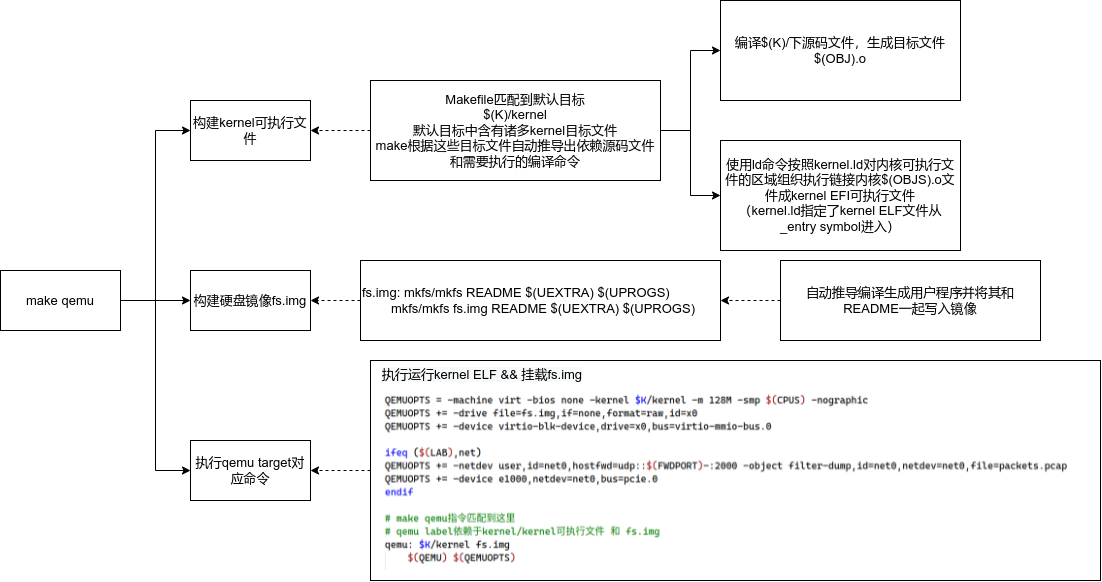 make qemu
构建kernel可执行文
件
Makefile匹配到默认目标
$(K)/kernel
默认目标中含有诸多kernel目标文件
make根据这些目标文件自动推导出依赖源码文件
和需要执行的编译命令
编译$(K)/下源码文件，生成目标文件
$(OBJ).o
使用ld命令按照kernel.ld对内核可执行文
件的区域组织执行链接内核$(OBJS).o文
件成kernel EFI可执行文件
（kernel.ld指定了kernel ELF文件从
_entry symbol进入）
构建硬盘镜像fs.img
fs.img: mkfs/mkfs README $(UEXTRA) $(UPROGS)
mkfs/mkfs fs.img README $(UEXTRA) $(UPROGS)
自动推导编译生成用户程序并将其和
README一起写入镜像
执行qemu target对
应命令
执行运行kernel ELF && 挂载fs.img
QEMUOPTS = -machine virt -bios none -kernel $K/kernel -m 128M -smp $(CPUS) -nographic
QEMUOPTS += -drive file=fs.img,if=none,format=raw,id=x0
QEMUOPTS += -device virtio-blk-device,drive=x0,bus=virtio-mmio-bus.0
ifeq ($(LAB),net)
QEMUOPTS += -netdev user,id=net0,hostfwd=udp::$(FWDPORT)-:2000 -object filter-dump,id=net0,netdev=net0,file=packets.pcap
QEMUOPTS += -device e1000,netdev=net0,bus=pcie.0
endif
# make qemu指令匹配到这里
# qemu label依赖于kernel/kernel可执行文件 和 fs.img
qemu: $K/kernel fs.img
$(QEMU) $(QEMUOPTS)